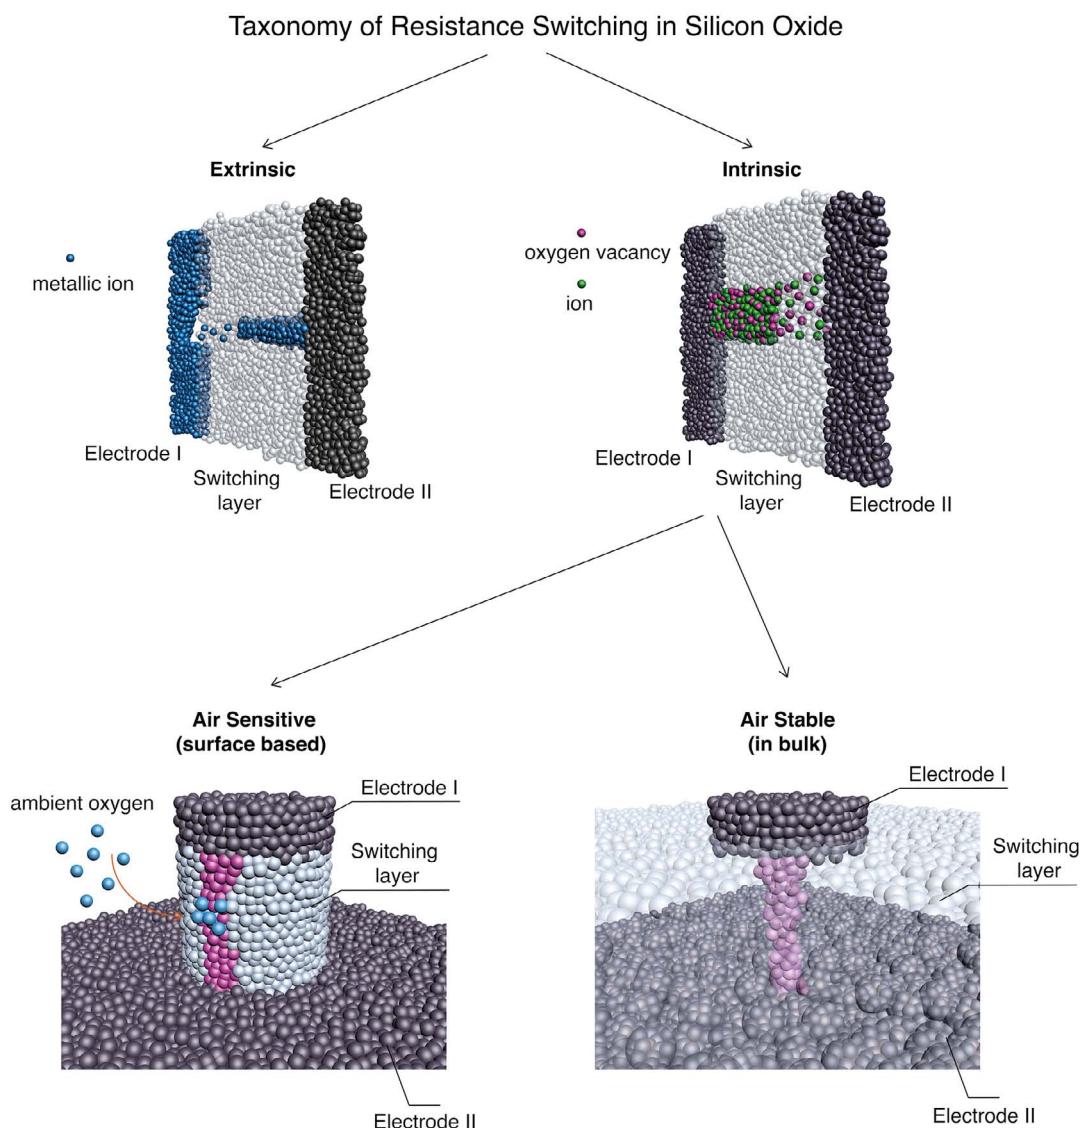 Taxonomy of Resistance Switching in Silicon Oxide
Extrinsic
metallic ion
Electrode I
Switching
layer
Electrode II
Intrinsic
oxygen vacancy
ion
Electrode I
Switching
layer
Electrode II
Air Sensitive
(surface based)
ambient oxygen
Electrode I
Switching
layer
Electrode II
Air Stable
(in bulk)
Electrode I
Switching
layer
Electrode II